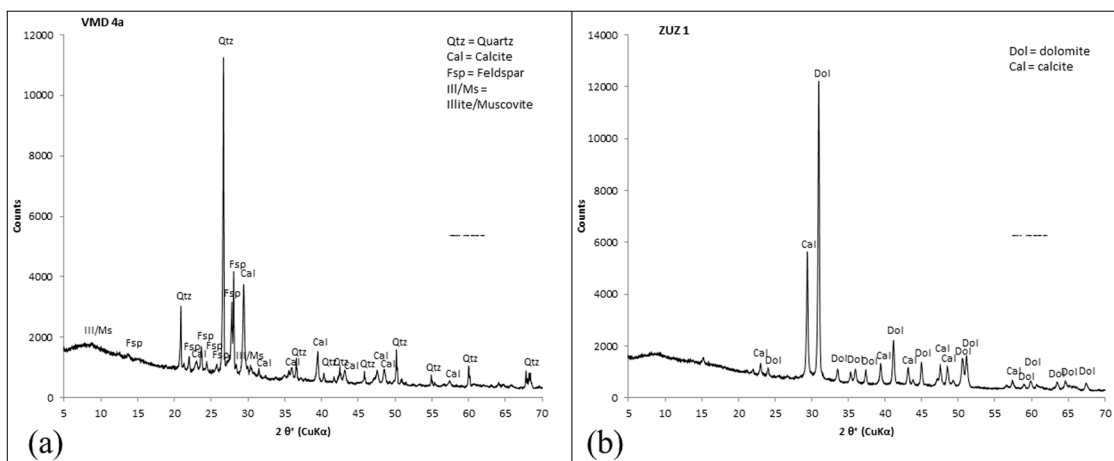 VMD 4a
12000
10000
8000
6000
4000
2000
0
Counts
Qtz = Quartz
Cal = Calcite
Fsp = Feldspar
Ill/Ms =
Illite/Muscovite
Ill/Ms
Fsp
Qtz
Fsp
Cal
Fsp
Fsp
Fsp
Qtz
Fsp
Fsp
Cal
Ill/Ms
Cal
Cal
Qtz
Cal
Qtz
Qtz
Cal
Qtz
Cal
Cal
Qtz
Qtz
Cal
Qtz
Qtz
5 10 15 20 25 30 35 40 45 50 55 60 65 70
2 θ° (CuKα)
(a)
ZUZ 1
14000
12000
10000
8000
6000
4000
2000
0
Counts
Dol = dolomite
Cal = calcite
Cal
Dol
Cal
Dol
Dol
Dol
Dol
Cal
Dol
Cal
Dol
Cal
Cal
Dol
Dol
Cal
Dol
Dol
Dol
Dol
Dol
5 10 15 20 25 30 35 40 45 50 55 60 65 70
2 θ° (CuKα)
(b)